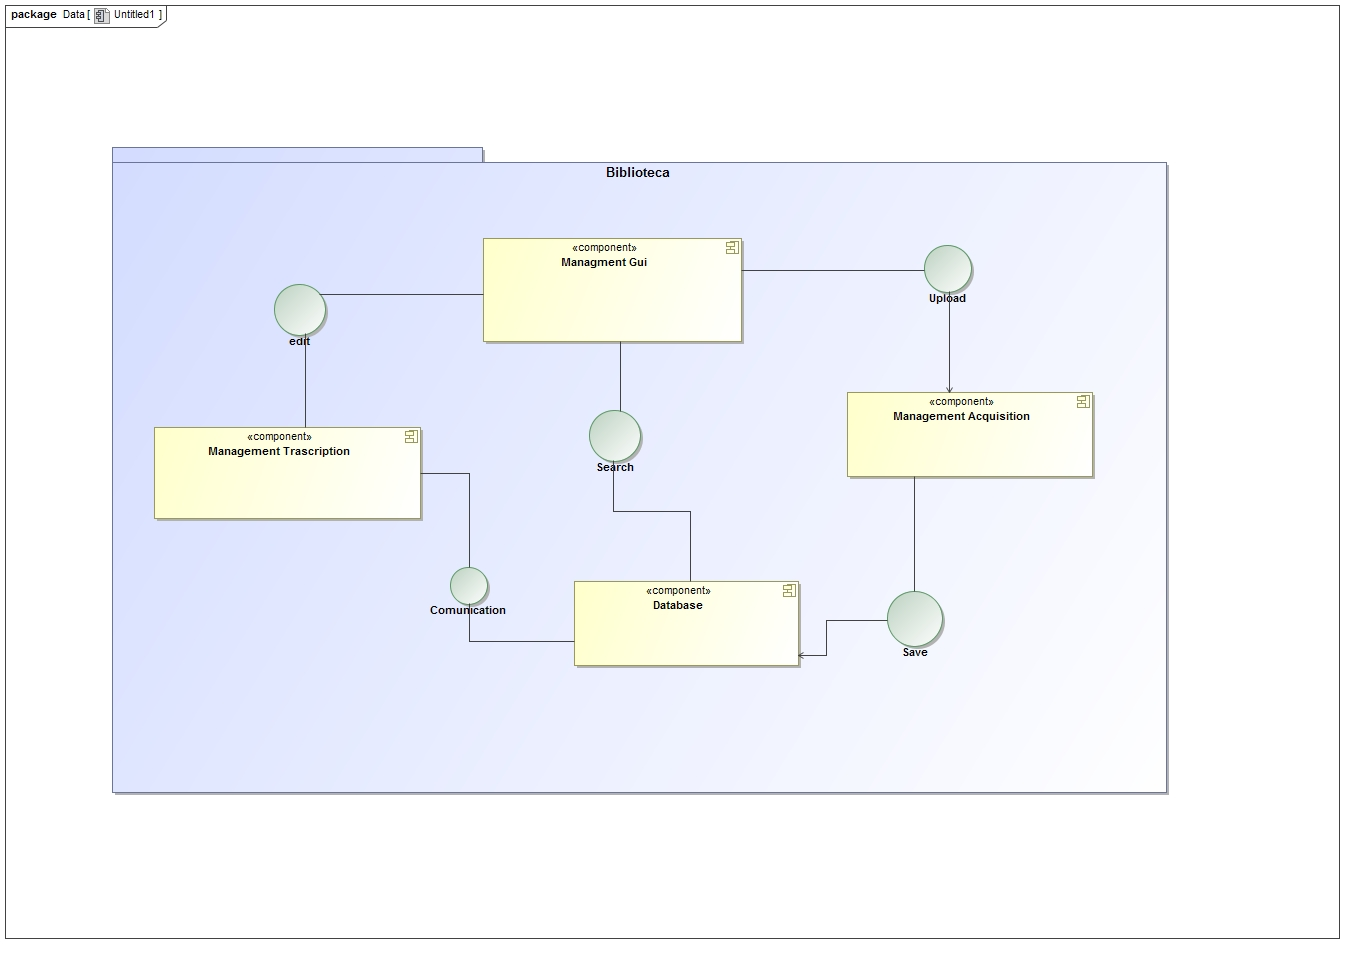 package Data [ Untitled1 ]
Biblioteca
«component»
Managment Gui
Upload
edit
«component»
Management Acquisition
«component»
Management Trascription
Search
«component»
Database
Comunication
Save